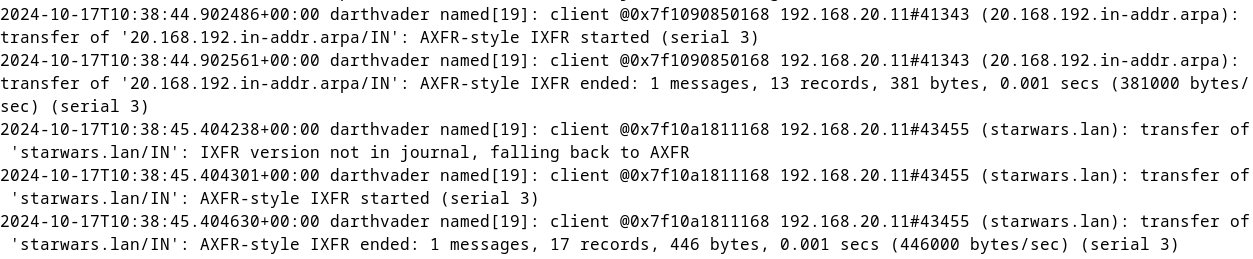 2024-10-17T10:38:44.902486+00:00 darthvader named[19]: client @0x7f1090850168 192.168.20.11#41343 (20.168.192.in-addr.arpa):
transfer of '20.168.192.in-addr.arpa/IN': AXFR-style IXFR started (serial 3)
2024-10-17T10:38:44.902561+00:00 darthvader named[19]: client @0x7f1090850168 192.168.20.11#41343 (20.168.192.in-addr.arpa):
transfer of '20.168.192.in-addr.arpa/IN': AXFR-style IXFR ended: 1 messages, 13 records, 381 bytes, 0.001 secs (381000 bytes/
sec) (serial 3)
2024-10-17T10:38:45.404238+00:00 darthvader named[19]: client @0x7f10a1811168 192.168.20.11#43455 (starwars.lan): transfer of
 'starwars.lan/IN': IXFR version not in journal, falling back to AXFR
2024-10-17T10:38:45.404301+00:00 darthvader named[19]: client @0x7f10a1811168 192.168.20.11#43455 (starwars.lan): transfer of
 'starwars.lan/IN': AXFR-style IXFR started (serial 3)
2024-10-17T10:38:45.404630+00:00 darthvader named[19]: client @0x7f10a1811168 192.168.20.11#43455 (starwars.lan): transfer of
 'starwars.lan/IN': AXFR-style IXFR ended: 1 messages, 17 records, 446 bytes, 0.001 secs (446000 bytes/sec) (serial 3)